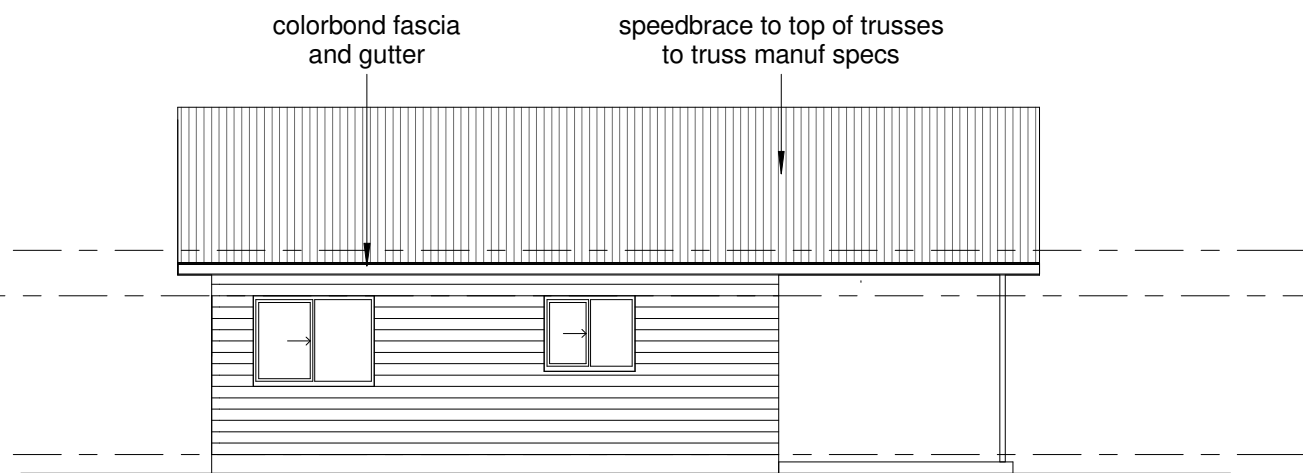 colorbond fascia
and gutter
speedbrace to top of trusses
to truss manuf specs